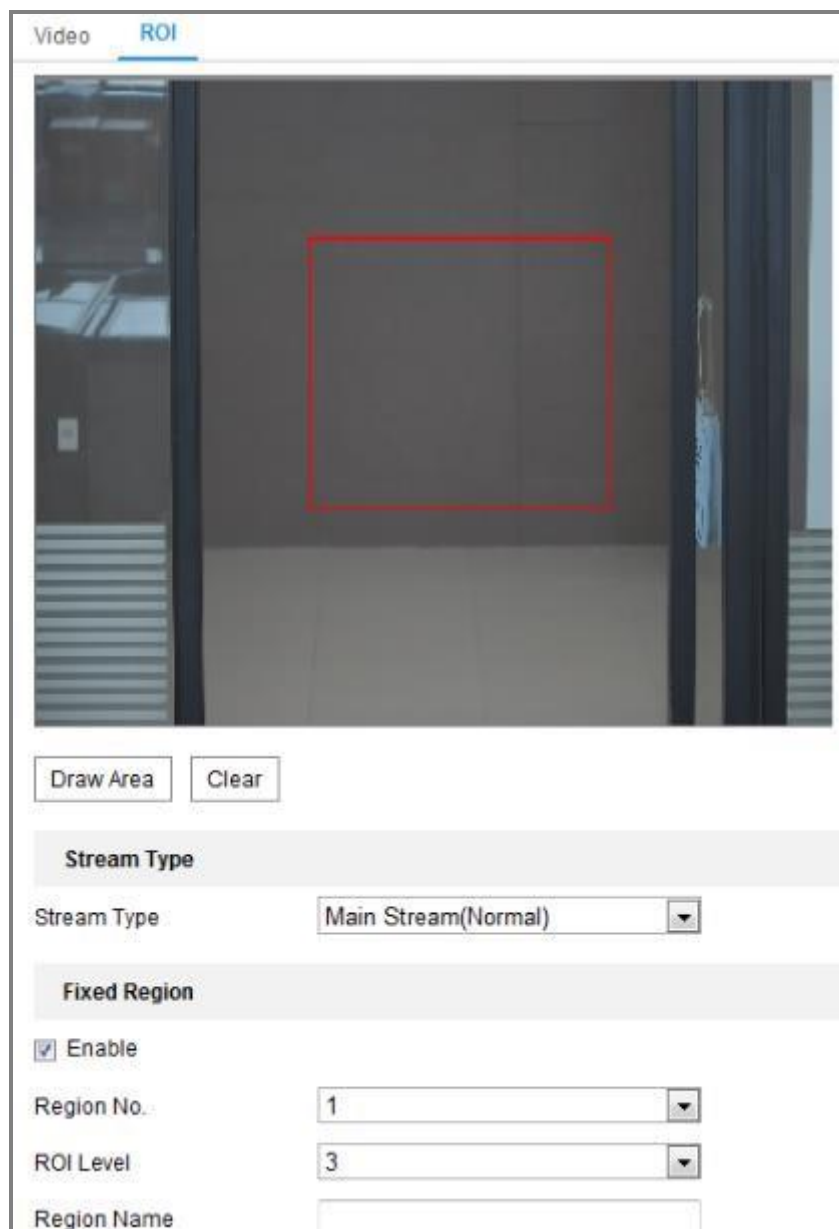 Video ROI
Draw Area Clear
Stream Type
Stream Type Main Stream(Normal)
Fixed Region
Enable
Region No. 1
ROI Level 3
Region Name